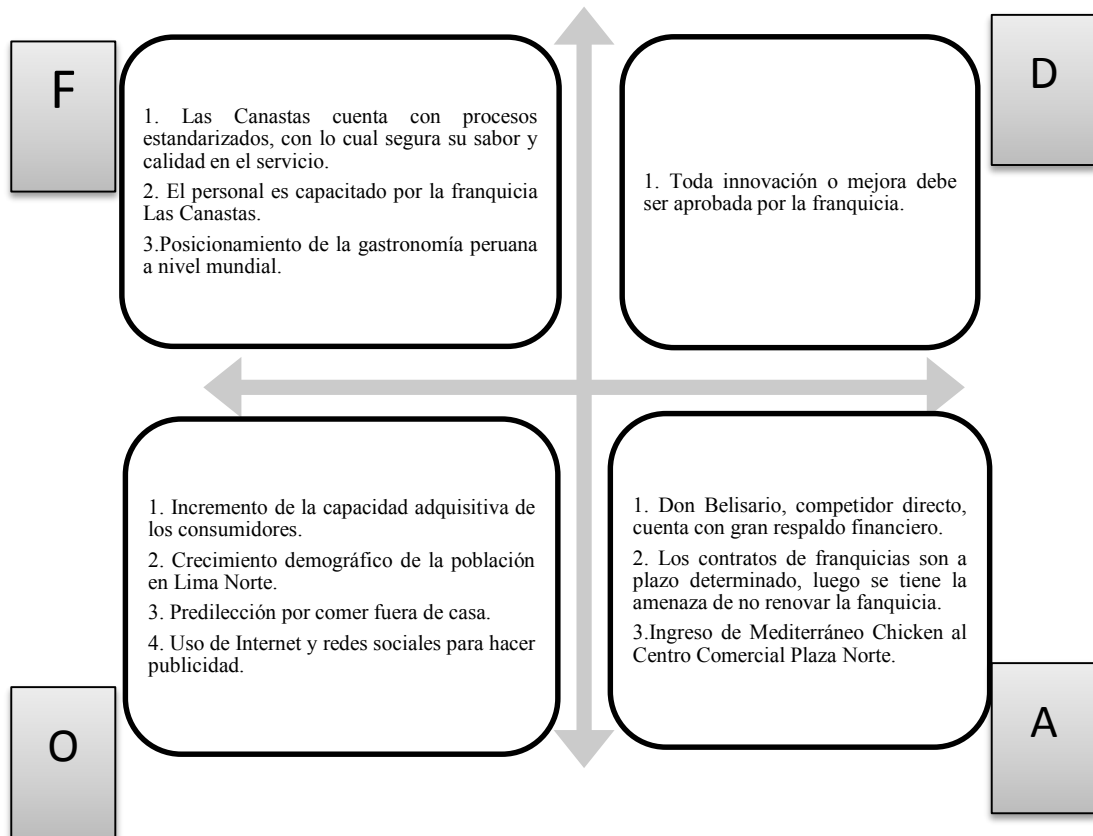 F
1. Las Canastas cuenta con procesos
estandarizados, con lo cual segura su sabor y
calidad en el servicio.
2. El personal es capacitado por la franquicia
Las Canastas.
3.Posicionamiento de la gastronomía peruana
a nivel mundial.
D
1. Toda innovación o mejora debe
ser aprobada por la franquicia.
O
1. Incremento de la capacidad adquisitiva de
los consumidores.
2. Crecimiento demográfico de la población
en Lima Norte.
3. Predilección por comer fuera de casa.
4. Uso de Internet y redes sociales para hacer
publicidad.
A
1. Don Belisario, competidor directo,
cuenta con gran respaldo financiero.
2. Los contratos de franquicias son a
plazo determinado, luego se tiene la
amenaza de no renovar la fanquicia.
3.Ingreso de Mediterráneo Chicken al
Centro Comercial Plaza Norte.